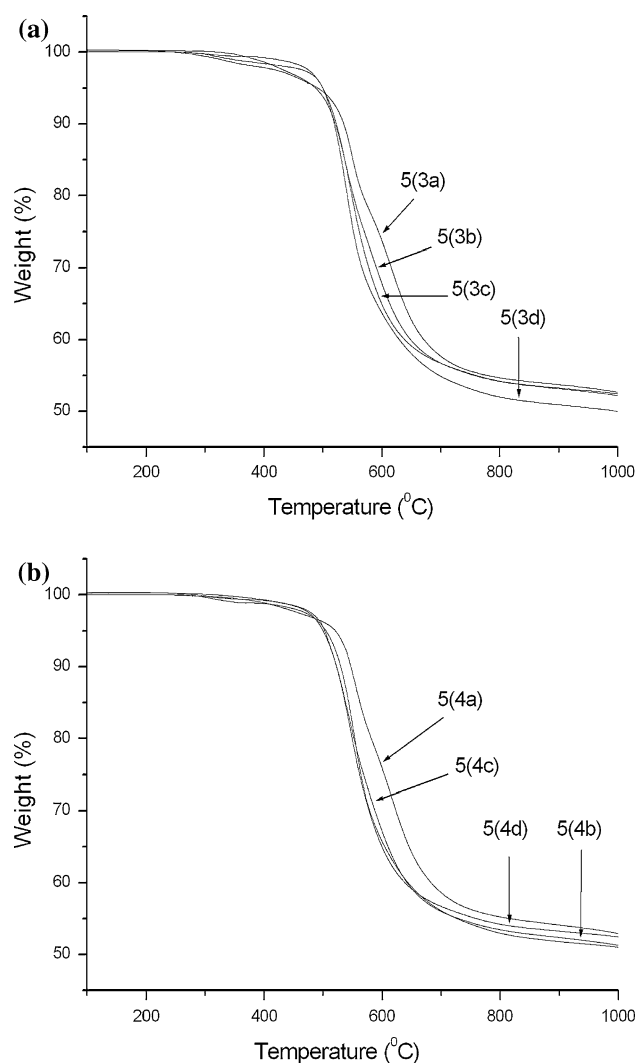 (a)
100
90
80
70
60
50
Weight (%)
5(3a)
5(3b)
5(3c)
5(3d)
200
400
600
800
1000
Temperature (⁰C)
(b)
100
90
80
70
60
50
Weight (%)
5(4a)
5(4c)
5(4d)
5(4b)
200
400
600
800
1000
Temperature (⁰C)